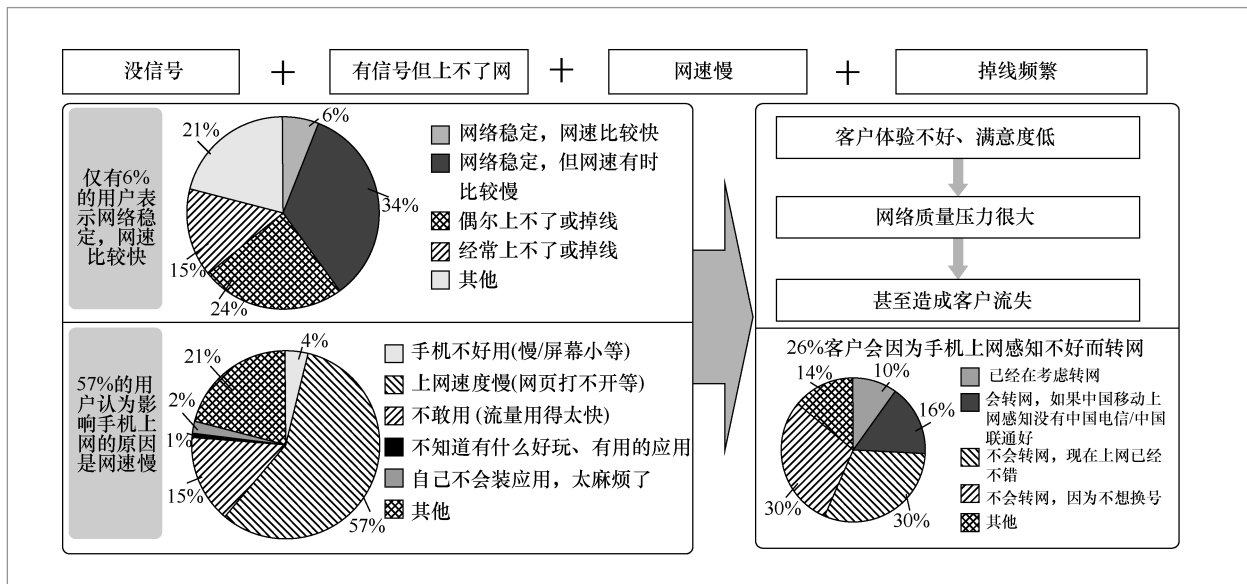 没信号
+
有信号但上不了网
+
网速慢
+
掉线频繁
仅有6%
的用户表
示网络稳
定，网速
比较快
21%
6%
34%
15%
24%
网络稳定，网速比较快
网络稳定，但网速有时
比较慢
偶尔上不了或掉线
经常上不了或掉线
其他
57%的用
户认为影
响手机上
网的原因
是网速慢
21%
4%
2%
1%
15%
57%
手机不好用(慢/屏幕小等)
上网速度慢(网页打不开等)
不敢用 (流量用得太快)
不知道有什么好玩、有用的应用
自己不会装应用，太麻烦了
其他
客户体验不好、满意度低
网络质量压力很大
甚至造成客户流失
26%客户会因为手机上网感知不好而转网
14%
10%
16%
30%
30%
已经在考虑转网
会转网，如果中国移动上
网感知没有中国电信/中国
联通好
不会转网，现在上网已经
不错
不会转网，因为不想换号
其他